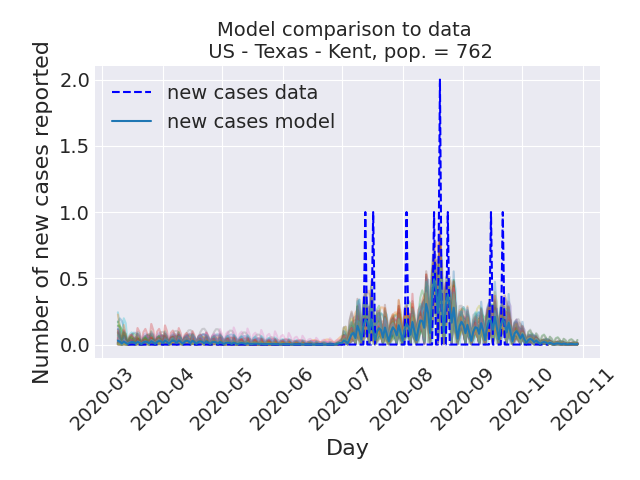 Model comparison to data
US - Texas - Kent, pop. = 762
Number of new cases reported
2.0
1.5
1.0
0.5
0.0
new cases data
new cases model
2020-03
2020-04
2020-05
2020-06
2020-07
2020-08
2020-09
2020-10
2020-11
Day